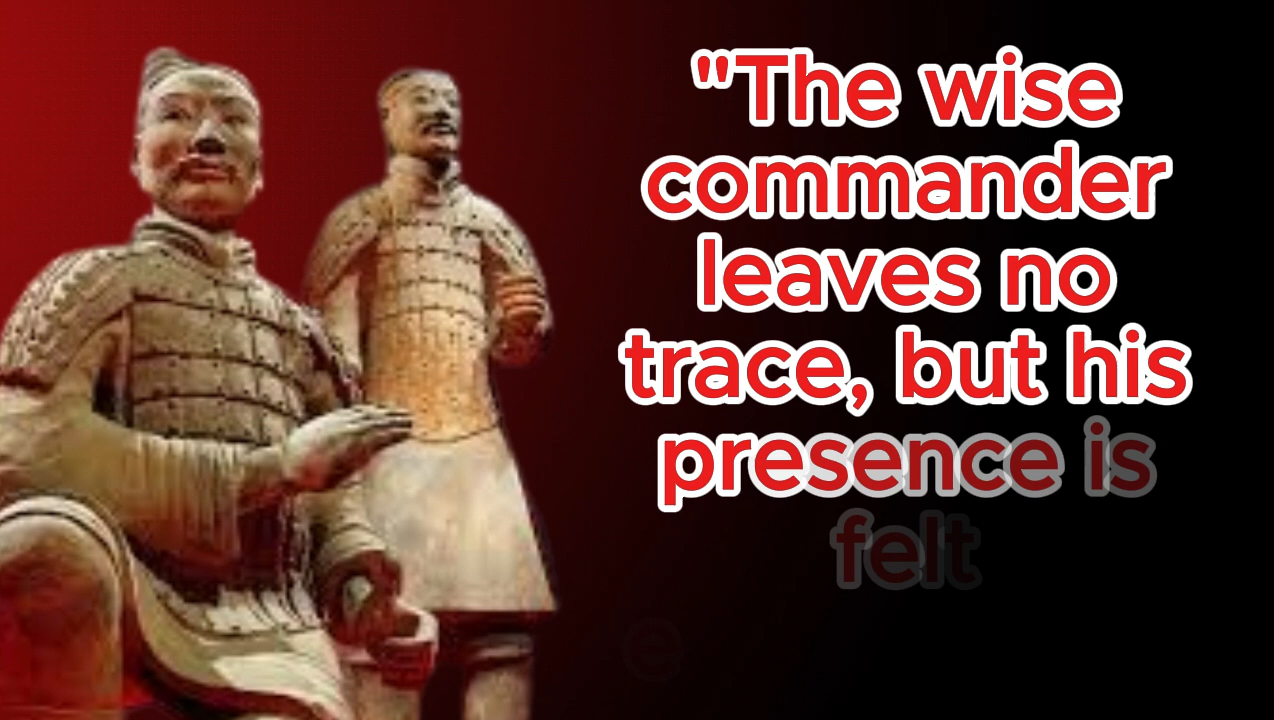 "The wise
commander
leaves no
trace, but his
presence is
felt